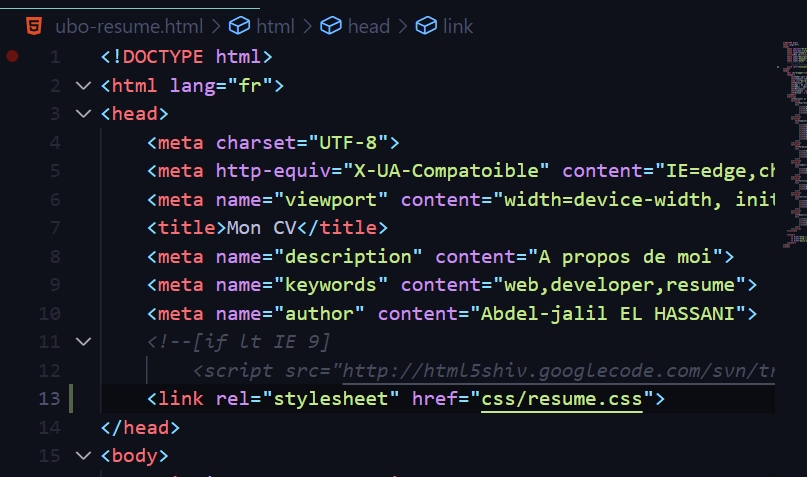 ubo-resume.html > html > head > link
1 <!DOCTYPE html>
2 <html lang="fr">
3 <head>
4 <meta charset="UTF-8">
5 <meta http-equiv="X-UA-Compatoible" content="IE=edge,ch
6 <meta name="viewport" content="width=device-width, init
7 <title>Mon CV</title>
8 <meta name="description" content="A propos de moi">
9 <meta name="keywords" content="web,developer,resume">
10 <meta name="author" content="Abdel-jalil EL HASSANI">
11 <!--[if lt IE 9]
12 <script src="http://html5shiv.googlecode.com/svn/tr
13 <link rel="stylesheet" href="css/resume.css">
14 </head>
15 <body>